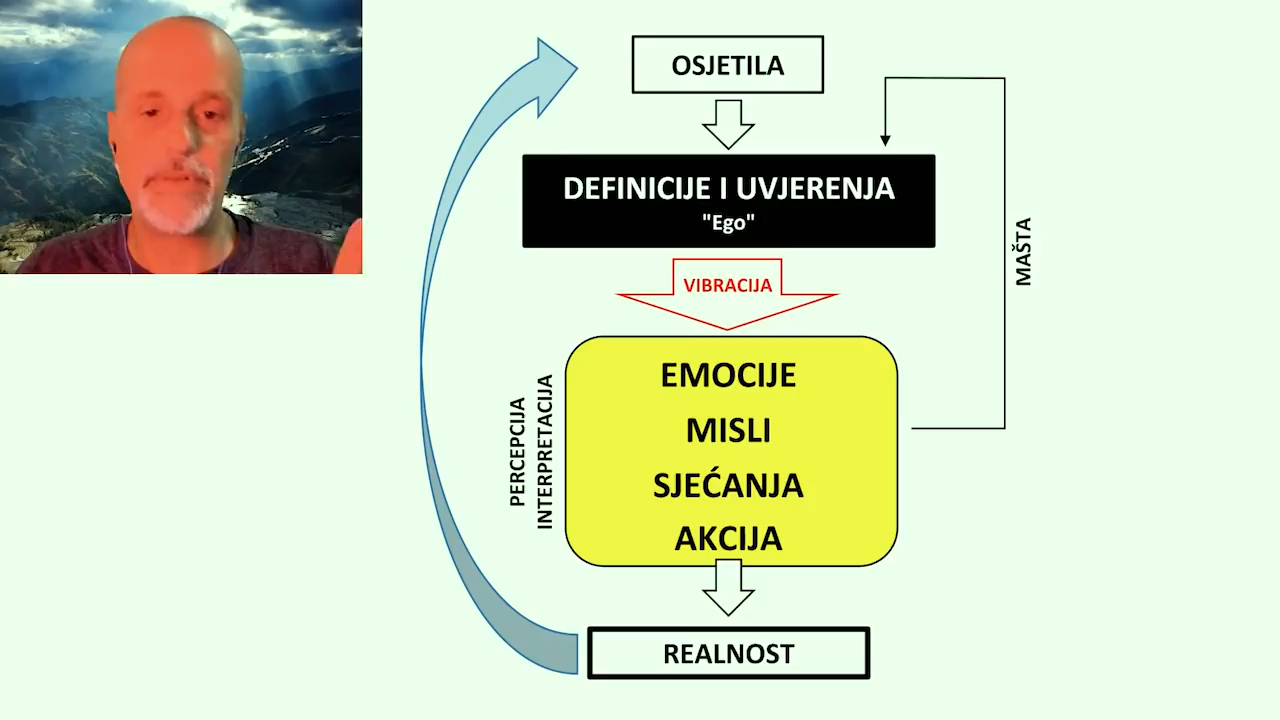 OSJETILA
DEFINICIJE I UVJERENJA
"Ego"
VIBRACIJA
MAŠTA
PERCEPCIJA
INTERPRETACIJA
EMOCIJE
MISLI
SJEĆANJA
AKCIJA
REALNOST